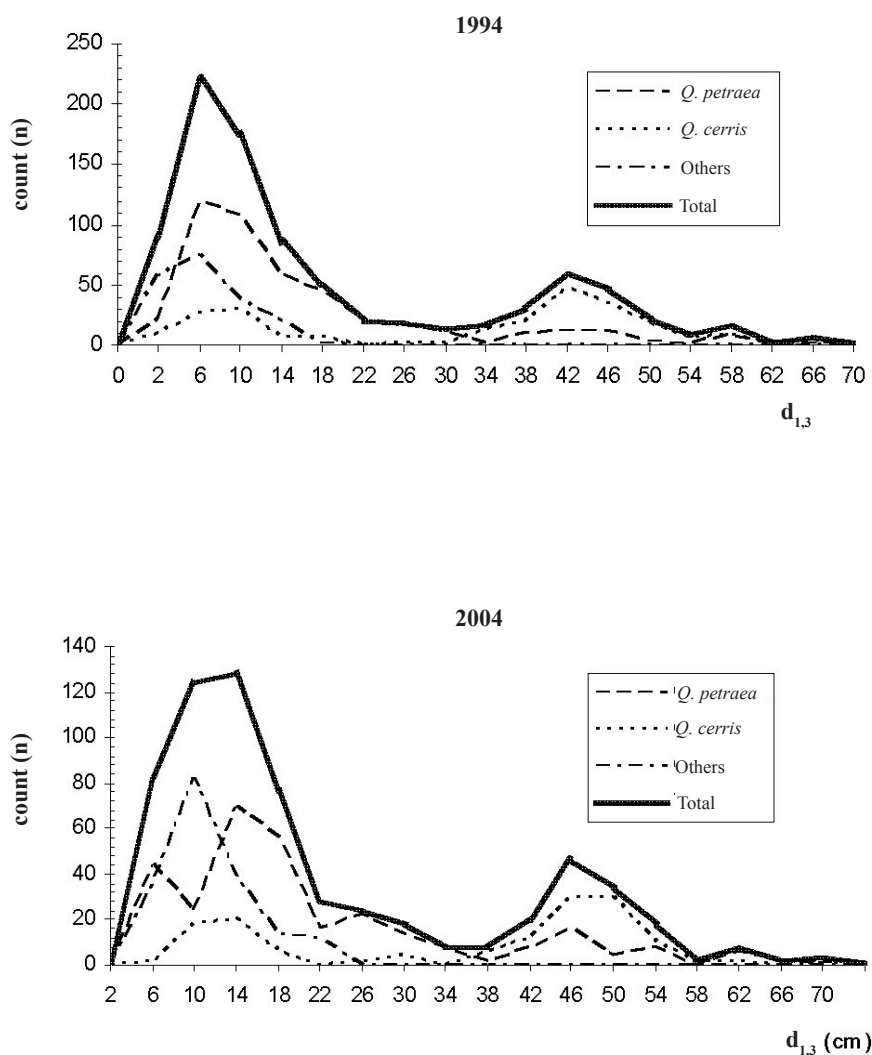 1994
250
200
150
100
50
0
count (n)
Q. petraea
Q. cerris
Others
Total
0 2 6 10 14 18 22 26 30 34 38 42 46 50 54 58 62 66 70
d1,3
2004
140
120
100
80
60
40
20
0
count (n)
Q. petraea
Q. cerris
Others
Total
2 6 10 14 18 22 26 30 34 38 42 46 50 54 58 62 66 70
d1,3 (cm)